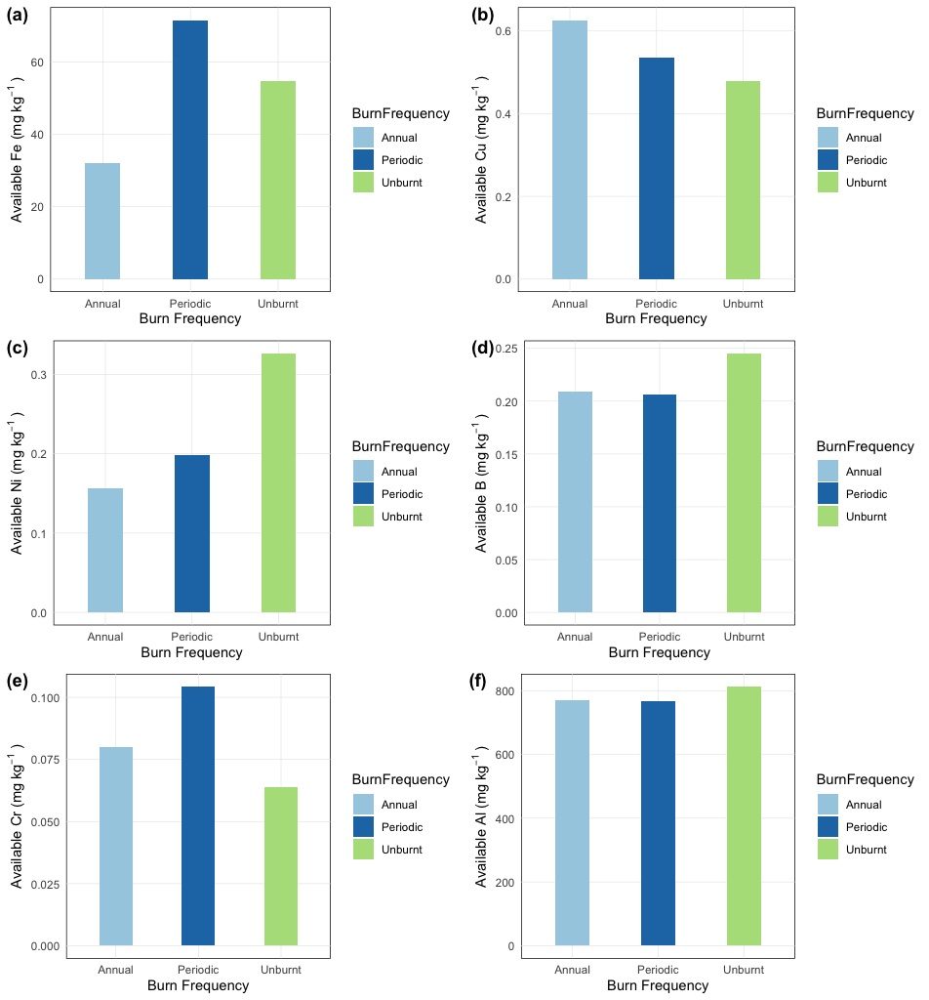 (a)
Available Fe (mg kg⁻¹ )
60
40
20
0
Annual Periodic Unburnt
Burn Frequency
BurnFrequency
Annual
Periodic
Unburnt
(b)
Available Cu (mg kg⁻¹ )
0.6
0.4
0.2
0.0
Annual Periodic Unburnt
Burn Frequency
BurnFrequency
Annual
Periodic
Unburnt
(c)
Available Ni (mg kg⁻¹ )
0.3
0.2
0.1
0.0
Annual Periodic Unburnt
Burn Frequency
BurnFrequency
Annual
Periodic
Unburnt
(d)
Available B (mg kg⁻¹ )
0.25
0.20
0.15
0.10
0.05
0.00
Annual Periodic Unburnt
Burn Frequency
BurnFrequency
Annual
Periodic
Unburnt
(e)
Available Cr (mg kg⁻¹ )
0.100
0.075
0.050
0.025
0.000
Annual Periodic Unburnt
Burn Frequency
BurnFrequency
Annual
Periodic
Unburnt
(f)
Available Al (mg kg⁻¹ )
800
600
400
200
0
Annual Periodic Unburnt
Burn Frequency
BurnFrequency
Annual
Periodic
Unburnt